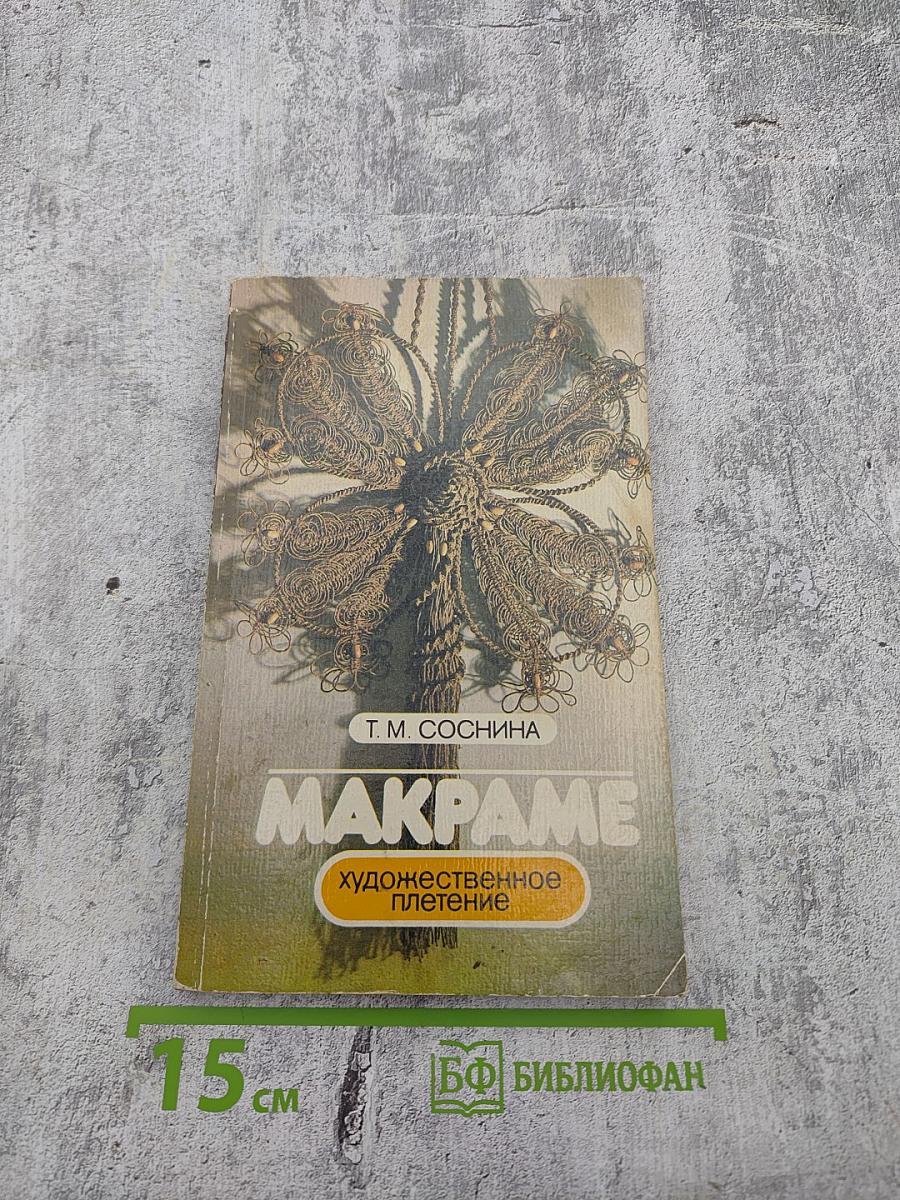 Т. М. СОСНИНА
МАКРАМЕ
художественное
плетение
15 см
БФ БИБЛИОФАН